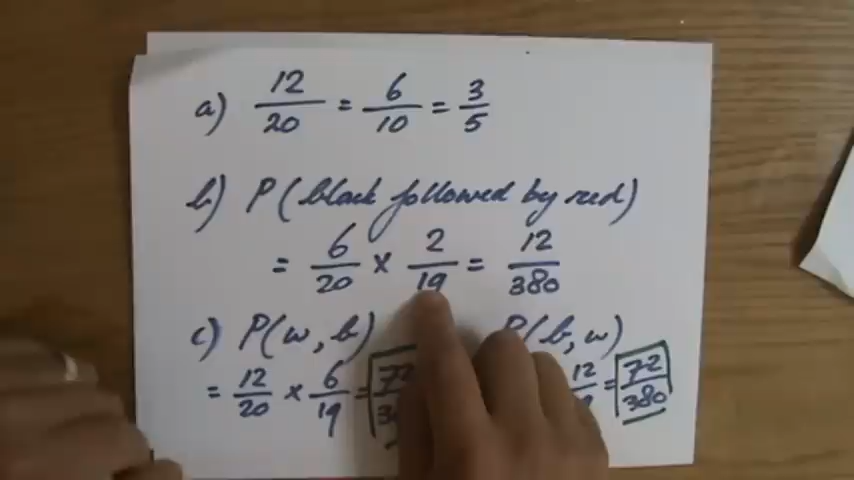 a) 12/20 = 6/10 = 3/5
b) P(black followed by red)
= 6/20 × 2/19 = 12/380
c) P(w, b) P(b, w)
= 12/20 × 6/19 = 72 12 = 72/380